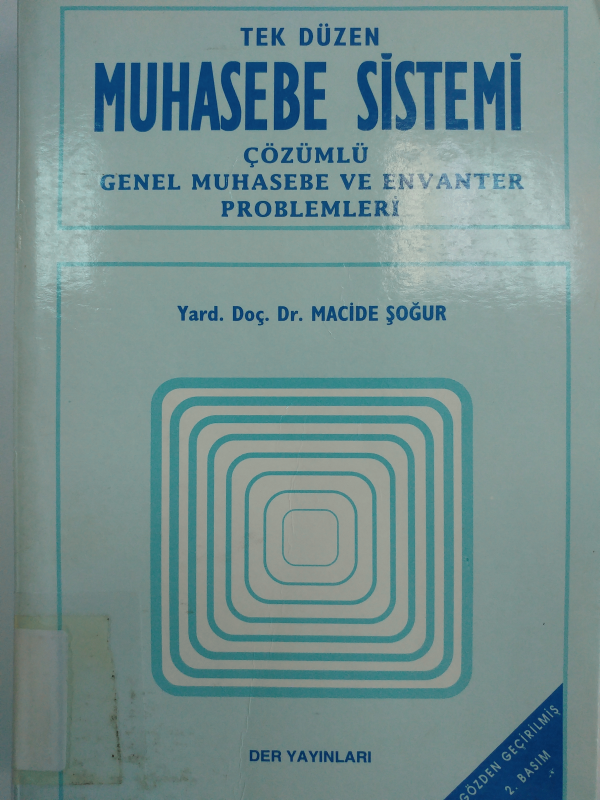 TEK DÜZEN
MUHASEBE SİSTEMİ
ÇÖZÜMLÜ
GENEL MUHASEBE VE ENVANTER
PROBLEMLERİ
Yard. Doç. Dr. MACİDE ŞOĞUR
DER YAYINLARI
GÖZDEN GEÇİRİLMİŞ
2. BASIM